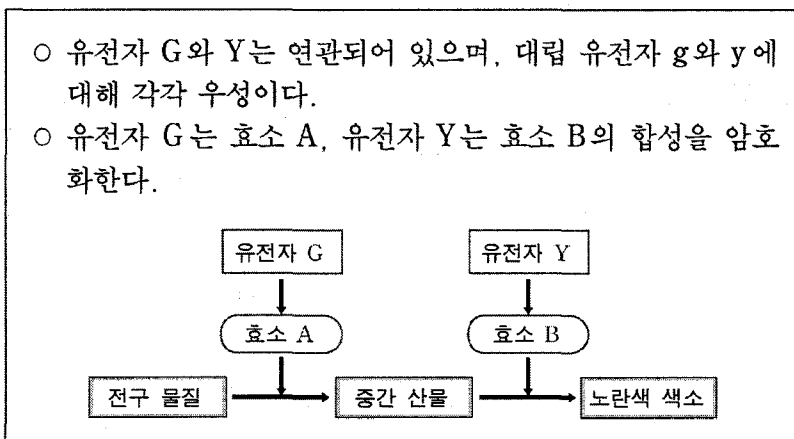 ○ 유전자 G와 Y는 연관되어 있으며, 대립 유전자 g와 y에
대해 각각 우성이다.
○ 유전자 G는 효소 A, 유전자 Y는 효소 B의 합성을 암호
화한다.
유전자 G 유전자 Y
효소 A 효소 B
전구 물질 중간 산물 노란색 색소